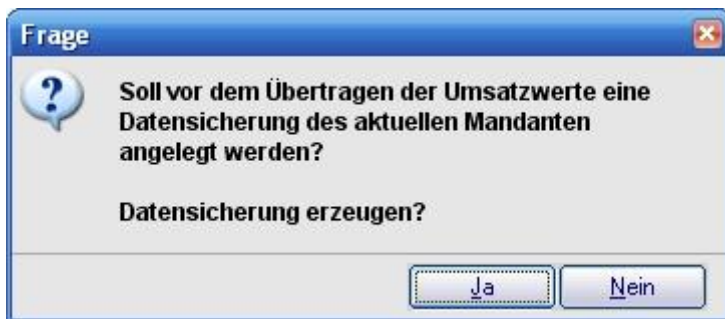 Frage
Soll vor dem Übertragen der Umsatzwerte eine
Datensicherung des aktuellen Mandanten
angelegt werden?
Datensicherung erzeugen?
Ja Nein